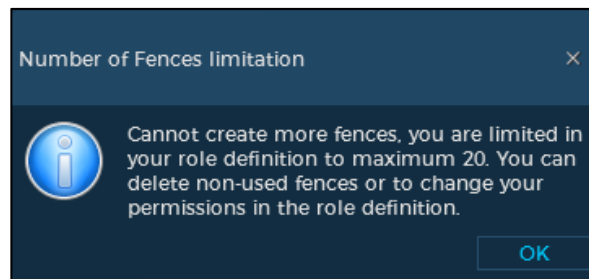 Number of Fences limitation
Cannot create more fences, you are limited in
your role definition to maximum 20. You can
delete non-used fences or to change your
permissions in the role definition.
OK